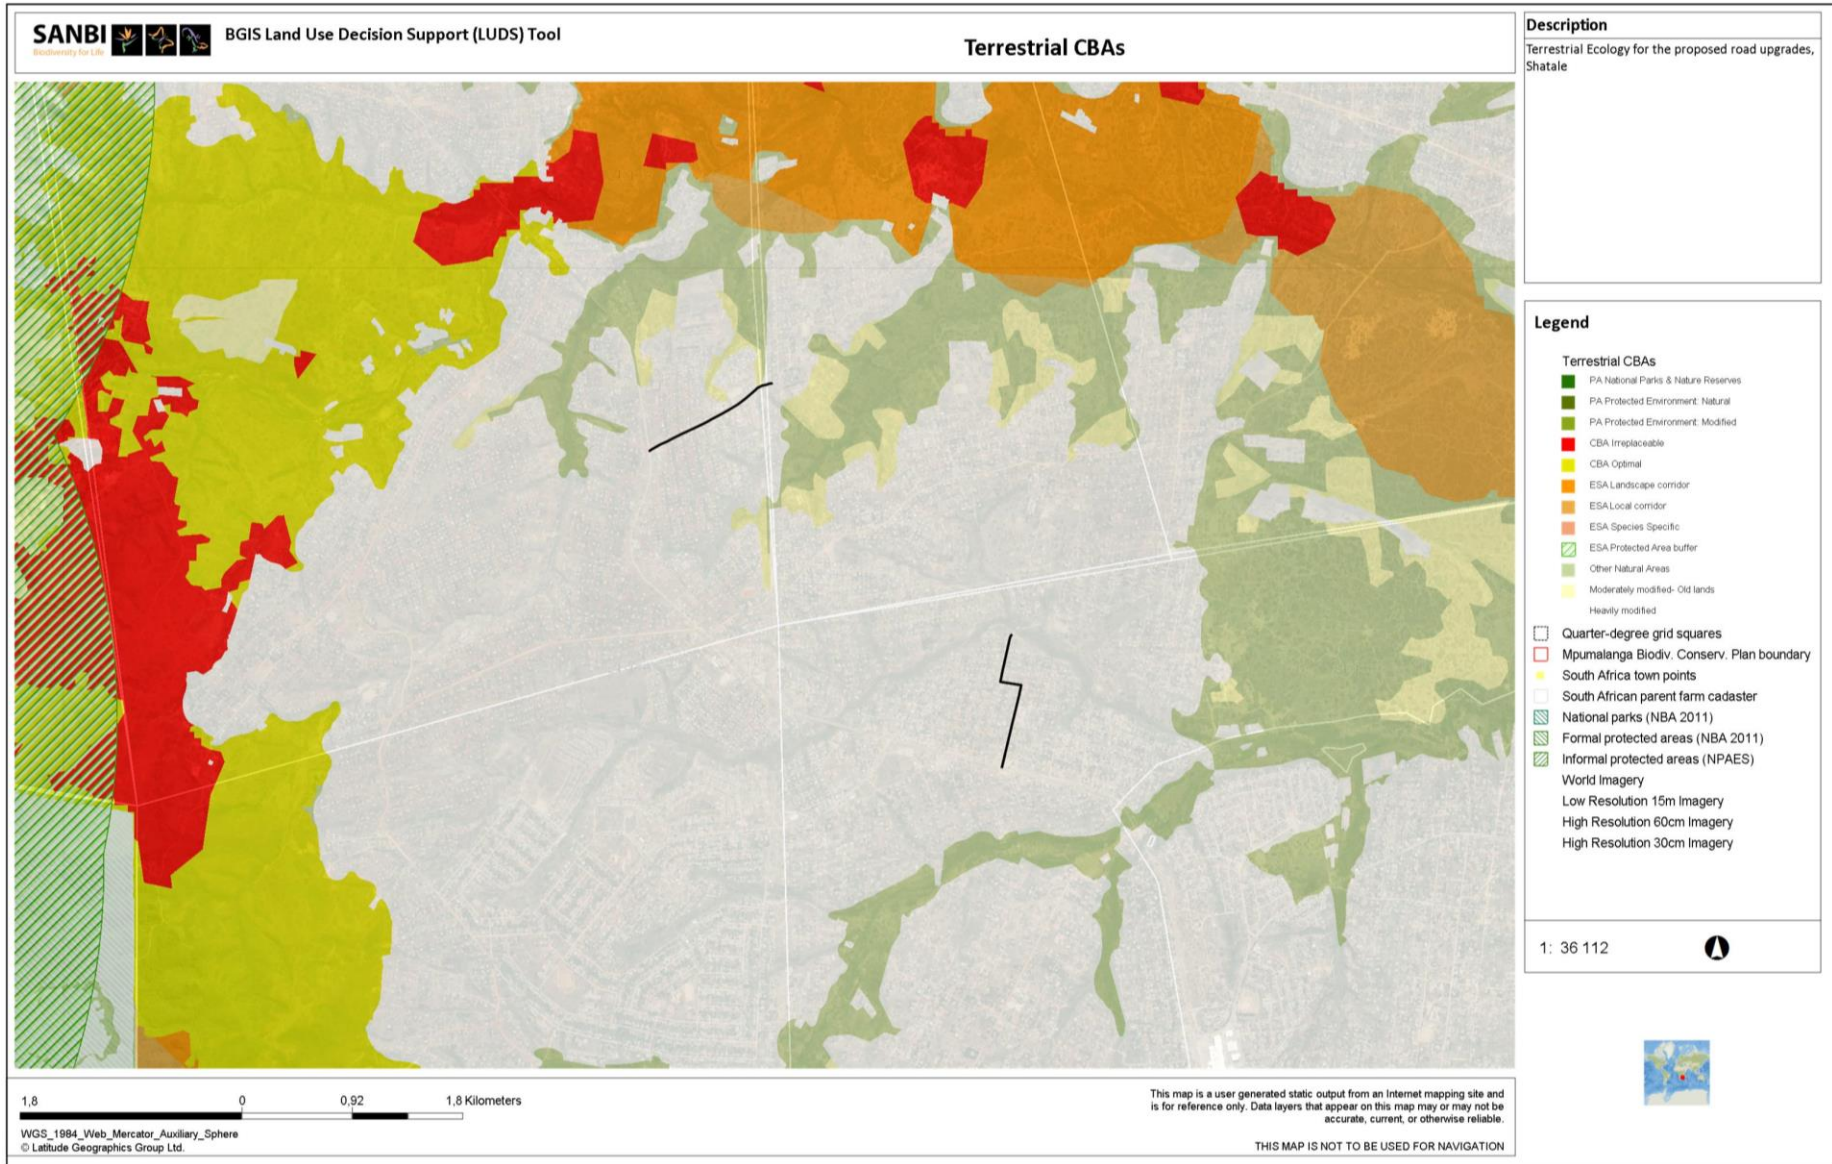 SANBI
Biodiversity for Life
BGIS Land Use Decision Support (LUDS) Tool
Terrestrial CBAs
Description
Terrestrial Ecology for the proposed road upgrades,
Shatale
Legend
Terrestrial CBAs
PA National Parks & Nature Reserves
PA Protected Environment: Natural
PA Protected Environment: Modified
CBA Irreplaceable
CBA Optimal
ESA Landscape corridor
ESA Local corridor
ESA Species Specific
ESA Protected Area buffer
Other Natural Areas
Moderately modified- Old lands
Heavily modified
Quarter-degree grid squares
Mpumalanga Biodiv. Conserv. Plan boundary
South Africa town points
South African parent farm cadaster
National parks (NBA 2011)
Formal protected areas (NBA 2011)
Informal protected areas (NPAES)
World Imagery
Low Resolution 15m Imagery
High Resolution 60cm Imagery
High Resolution 30cm Imagery
1: 36 112
1,8 0 0,92 1,8 Kilometers
WGS_1984_Web_Mercator_Auxiliary_Sphere
© Latitude Geographics Group Ltd.
This map is a user generated static output from an Internet mapping site and
is for reference only. Data layers that appear on this map may or may not be
accurate, current, or otherwise reliable.
THIS MAP IS NOT TO BE USED FOR NAVIGATION